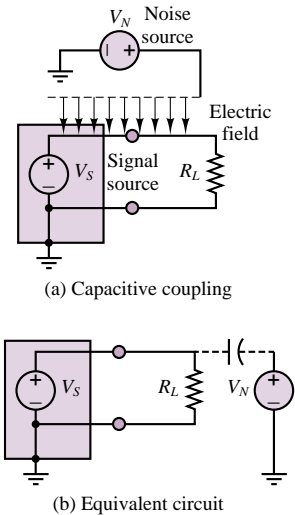 V_N Noise
source
Electric
field
Signal
source
V_S
R_L
(a) Capacitive coupling
V_S
R_L
V_N
(b) Equivalent circuit